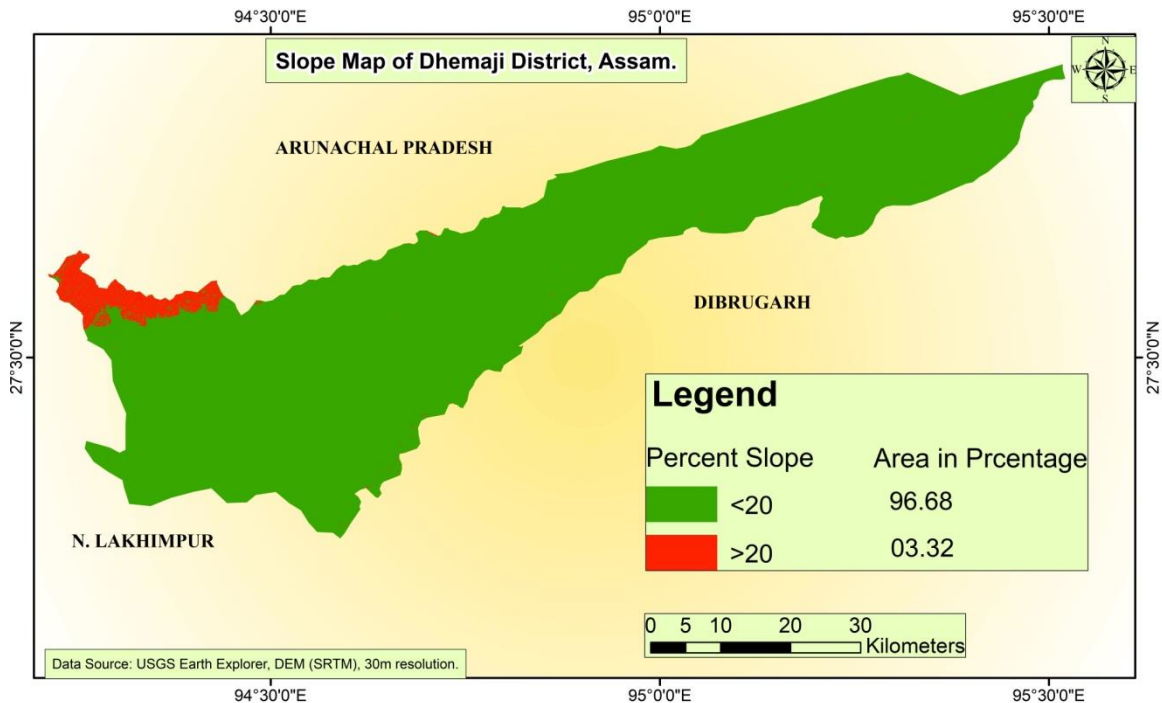 94°30'0"E 95°0'0"E 95°30'0"E
Slope Map of Dhemaji District, Assam.
N
W E
S
ARUNACHAL PRADESH
DIBRUGARH
27°30'0"N 27°30'0"N
Legend
Percent Slope Area in Prcentage
<20 96.68
>20 03.32
N. LAKHIMPUR
0 5 10 20 30
Kilometers
Data Source: USGS Earth Explorer, DEM (SRTM), 30m resolution.
94°30'0"E 95°0'0"E 95°30'0"E